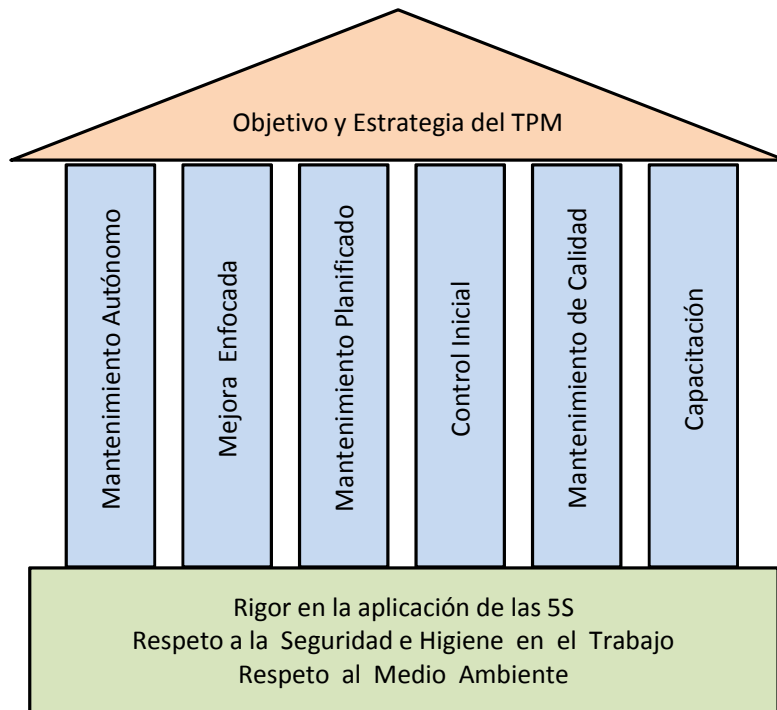 Objetivo y Estrategia del TPM
Mantenimiento Autónomo
Mejora Enfocada
Mantenimiento Planificado
Control Inicial
Mantenimiento de Calidad
Capacitación
Rigor en la aplicación de las 5S
Respeto a la Seguridad e Higiene en el Trabajo
Respeto al Medio Ambiente